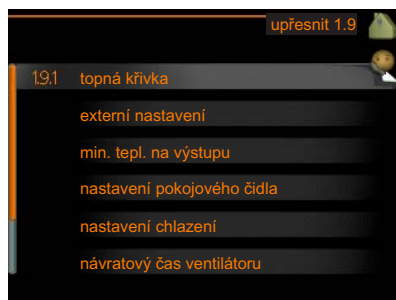 upřesnit 1.9
1.9.1 topná křivka
externí nastavení
min. tepl. na výstupu
nastavení pokojového čidla
nastavení chlazení
návratový čas ventilátoru